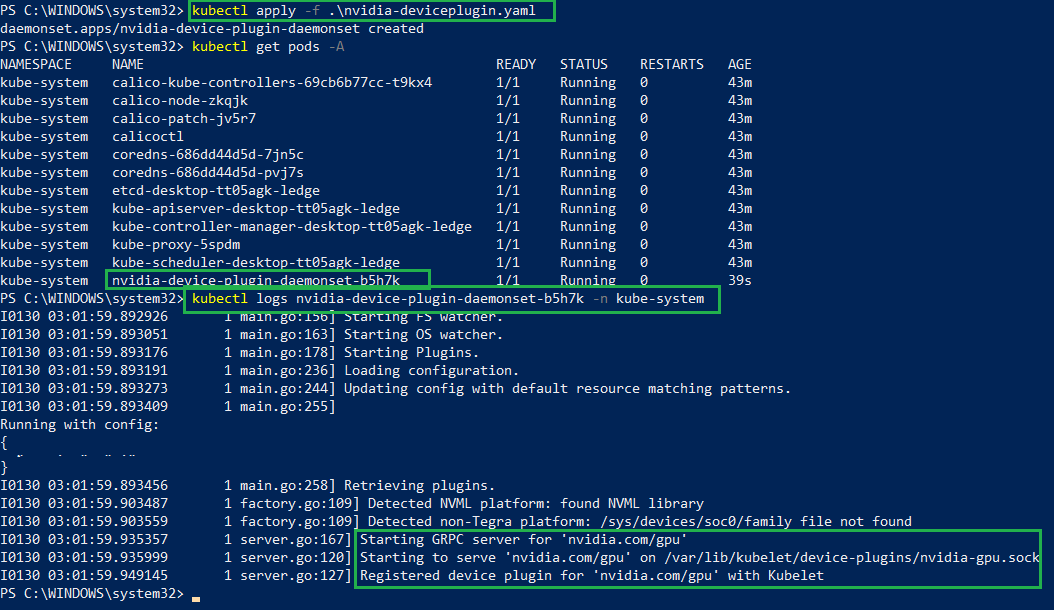 PS C:\WINDOWS\system32> kubectl apply -f .\nvidia-deviceplugin.yaml
daemonset.apps/nvidia-device-plugin-daemonset created
PS C:\WINDOWS\system32> kubectl get pods -A
NAMESPACE NAME READY STATUS RESTARTS AGE
kube-system calico-kube-controllers-69cb6b77cc-t9kx4 1/1 Running 0 43m
kube-system calico-node-zkqjk 1/1 Running 0 43m
kube-system calico-patch-jv5r7 1/1 Running 0 43m
kube-system calicoctl 1/1 Running 0 43m
kube-system coredns-686dd44d5d-7jn5c 1/1 Running 0 43m
kube-system coredns-686dd44d5d-pvj7s 1/1 Running 0 43m
kube-system etcd-desktop-tt05agk-ledge 1/1 Running 0 43m
kube-system kube-apiserver-desktop-tt05agk-ledge 1/1 Running 0 43m
kube-system kube-controller-manager-desktop-tt05agk-ledge 1/1 Running 0 43m
kube-system kube-proxy-5spdm 1/1 Running 0 43m
kube-system kube-scheduler-desktop-tt05agk-ledge 1/1 Running 0 43m
kube-system nvidia-device-plugin-daemonset-b5h7k 1/1 Running 0 39s
PS C:\WINDOWS\system32> kubectl logs nvidia-device-plugin-daemonset-b5h7k -n kube-system
I0130 03:01:59.892926 1 main.go:156] Starting FS watcher.
I0130 03:01:59.893051 1 main.go:163] Starting OS watcher.
I0130 03:01:59.893176 1 main.go:178] Starting Plugins.
I0130 03:01:59.893191 1 main.go:236] Loading configuration.
I0130 03:01:59.893273 1 main.go:244] Updating config with default resource matching patterns.
I0130 03:01:59.893409 1 main.go:255]
Running with config:
{
}
I0130 03:01:59.893456 1 main.go:258] Retrieving plugins.
I0130 03:01:59.903487 1 factory.go:109] Detected NVML platform: found NVML library
I0130 03:01:59.903559 1 factory.go:109] Detected non-Tegra platform: /sys/devices/soc0/family file not found
I0130 03:01:59.935357 1 server.go:167] Starting GRPC server for 'nvidia.com/gpu'
I0130 03:01:59.935999 1 server.go:120] Starting to serve 'nvidia.com/gpu' on /var/lib/kubelet/device-plugins/nvidia-gpu.sock
I0130 03:01:59.949145 1 server.go:127] Registered device plugin for 'nvidia.com/gpu' with Kubelet
PS C:\WINDOWS\system32>